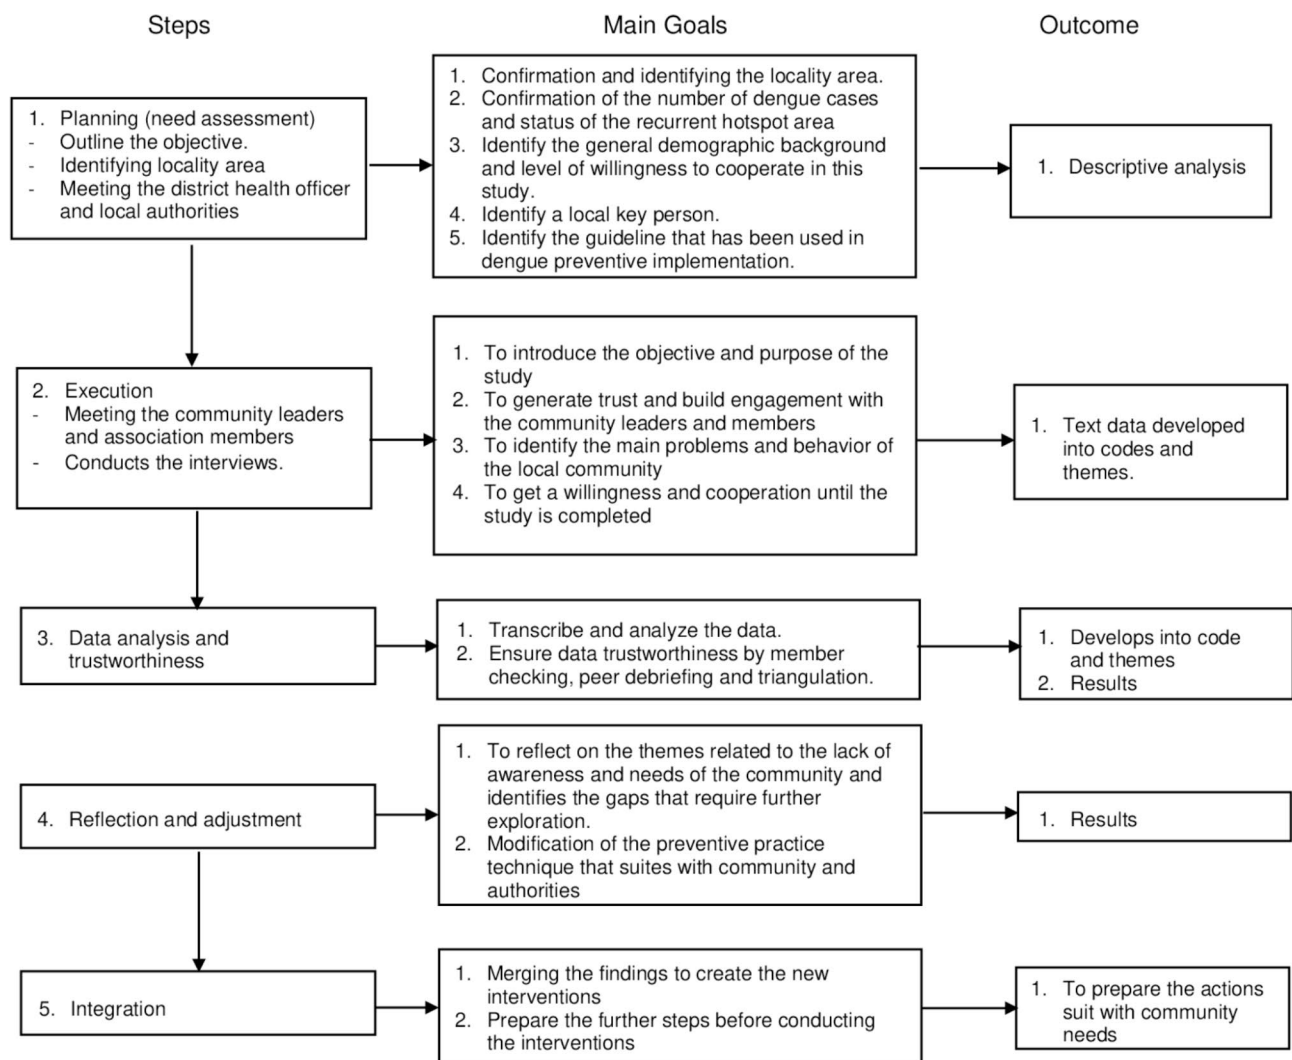 Steps
Main Goals
Outcome
1. Planning (need assessment)
- Outline the objective.
- Identifying locality area
- Meeting the district health officer
and local authorities
1. Confirmation and identifying the locality area.
2. Confirmation of the number of dengue cases
and status of the recurrent hotspot area
3. Identify the general demographic background
and level of willingness to cooperate in this
study.
4. Identify a local key person.
5. Identify the guideline that has been used in
dengue preventive implementation.
1. Descriptive analysis
2. Execution
- Meeting the community leaders
and association members
- Conducts the interviews.
1. To introduce the objective and purpose of the
study
2. To generate trust and build engagement with
the community leaders and members
3. To identify the main problems and behavior of
the local community
4. To get a willingness and cooperation until the
study is completed
1. Text data developed
into codes and
themes.
3. Data analysis and
trustworthiness
1. Transcribe and analyze the data.
2. Ensure data trustworthiness by member
checking, peer debriefing and triangulation.
1. Develops into code
and themes
2. Results
4. Reflection and adjustment
1. To reflect on the themes related to the lack of
awareness and needs of the community and
identifies the gaps that require further
exploration.
2. Modification of the preventive practice
technique that suites with community and
authorities
1. Results
5. Integration
1. Merging the findings to create the new
interventions
2. Prepare the further steps before conducting
the interventions
1. To prepare the actions
suit with community
needs